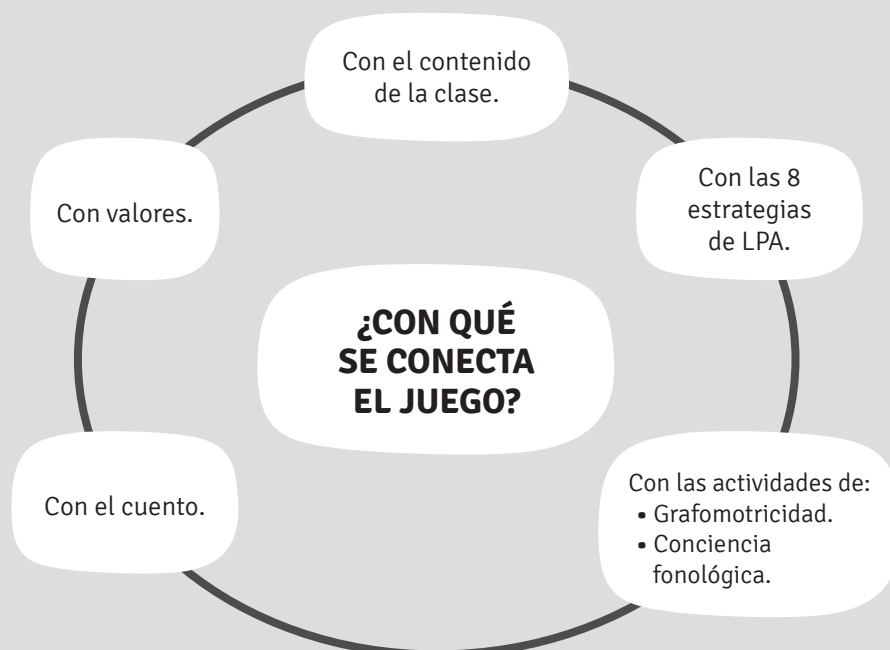 Con el contenido
de la clase.
Con valores.
Con las 8
estrategias
de LPA.
¿CON QUÉ
SE CONECTA
EL JUEGO?
Con el cuento.
Con las actividades de:
• Grafomotricidad.
• Conciencia
fonológica.